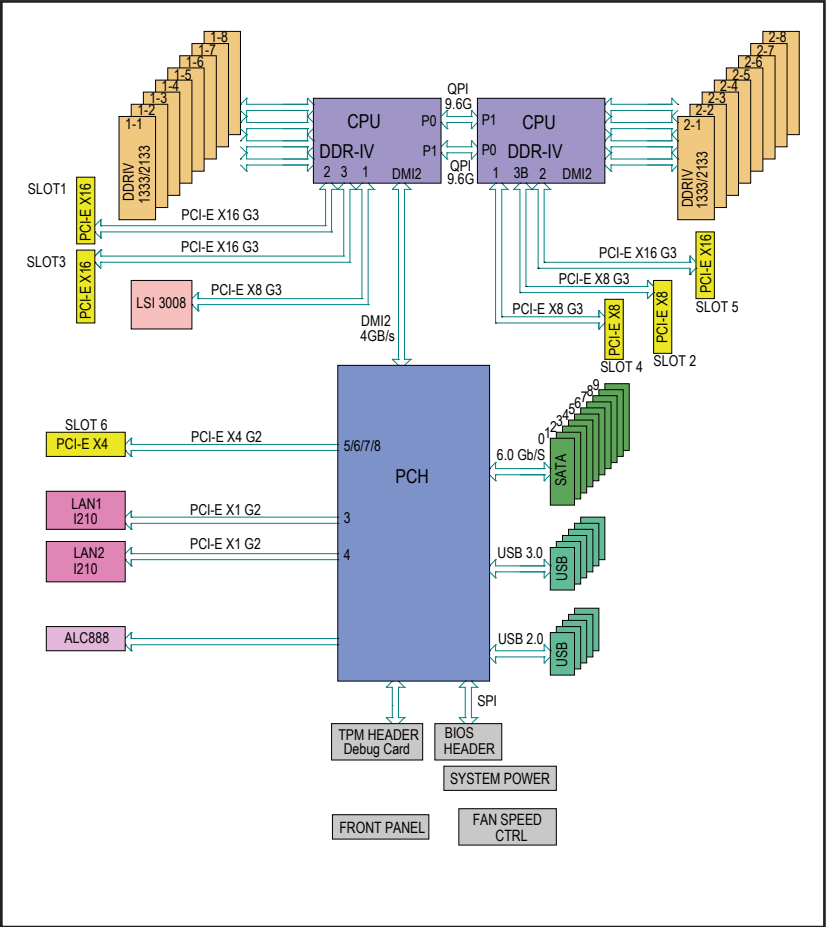 1-8
1-7
1-6
1-5
1-4
1-3
1-2
1-1
DDRIV
1333/2133
CPU
DDR-IV
P0
P1
2 3 1 DMI2
QPI
9.6G
QPI
9.6G
CPU
DDR-IV
P1
P0
1 3B 2 DMI2
2-8
2-7
2-6
2-5
2-4
2-3
2-2
2-1
DDRIV
1333/2133
SLOT1
PCI-E X16
PCI-E X16 G3
SLOT3
PCI-E X16
PCI-E X16 G3
LSI 3008
PCI-E X8 G3
DMI2
4GB/s
PCI-E X16 G3
PCI-E X16
SLOT 5
PCI-E X8 G3
PCI-E X8
SLOT 2
PCI-E X8 G3
PCI-E X8
SLOT 4
SLOT 6
PCI-E X4
PCI-E X4 G2
5/6/7/8
PCH
LAN1
I210
PCI-E X1 G2
3
LAN2
I210
PCI-E X1 G2
4
ALC888
6.0 Gb/S
0 1 2 3 4 5 6 7 8 9
SATA
USB 3.0
USB
USB 2.0
USB
SPI
TPM HEADER
Debug Card
BIOS
HEADER
SYSTEM POWER
FRONT PANEL
FAN SPEED
CTRL